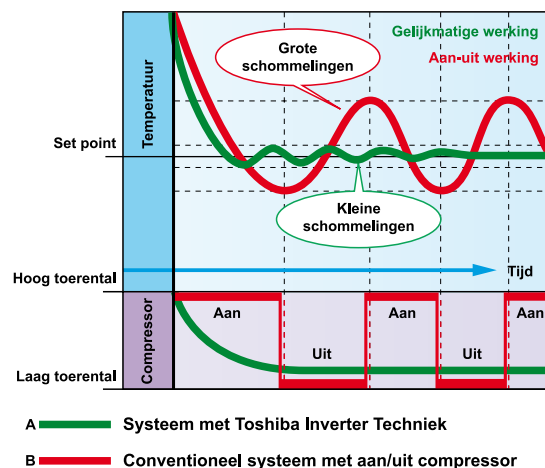 Gelijkmatige werking
Aan-uit werking
Grote
schommelingen
Temperatuur
Set point
Kleine
schommelingen
Tijd
Hoog toerental
Compressor
Aan
Uit
Aan
Uit
Aan
Laag toerental
A Systeem met Toshiba Inverter Techniek
B Conventioneel systeem met aan/uit compressor